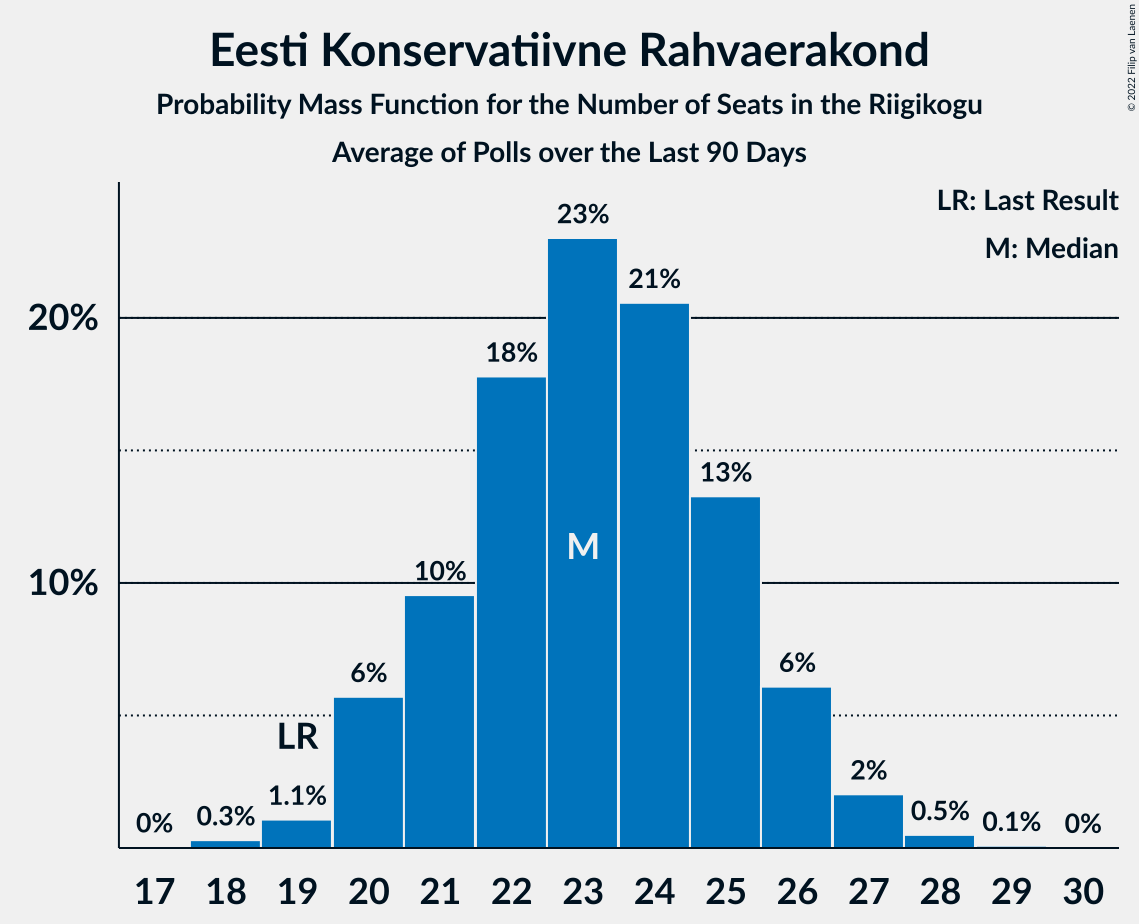 Eesti Konservatiivne Rahvaerakond
Probability Mass Function for the Number of Seats in the Riigikogu
Average of Polls over the Last 90 Days
© 2022 Filip van Laenen
LR: Last Result
M: Median
20%
10%
0%
0.3%
1.1%
6%
10%
18%
23%
21%
13%
6%
2%
0.5%
0.1%
0%
LR
M
17 18 19 20 21 22 23 24 25 26 27 28 29 30